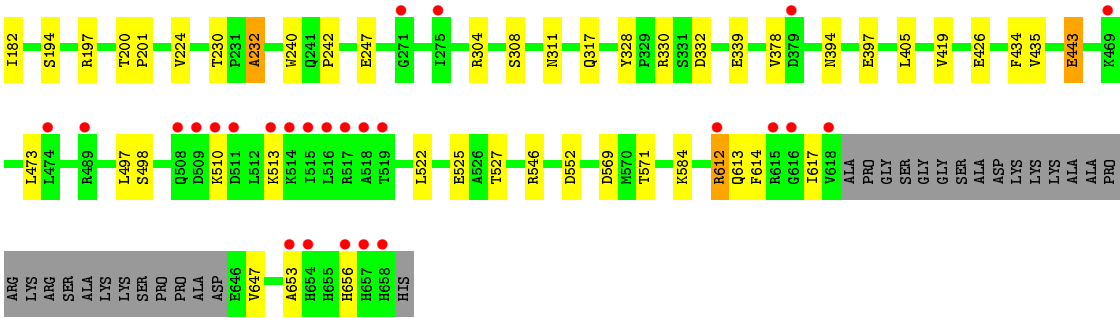 I182 S194 R197 T200 P201 V224 T230 P231 A232 W240 Q241 P242 E247 G271 I275 R304 S308 N311 Q317 Y328 P329 R330 S331 D332 E339 V378 D379 N394 E397 L405 V419 E426 F434 V435 E443 K469
L473 L474 R489 L497 S498 Q508 D509 K510 D511 L512 K513 K514 I515 L516 R517 A518 T519 L522 E525 A526 T527 R546 D552 D569 M570 T571 K584 R612 Q613 F614 R615 G616 I617 V618 ALA PRO GLY SER GLY GLY SER ALA ASP LYS LYS LYS ALA ALA PRO
ARG LYS ARG SER ALA LYS LYS SER PRO PRO ALA ASP E646 V647 A653 H654 H655 H656 H657 H658 HIS